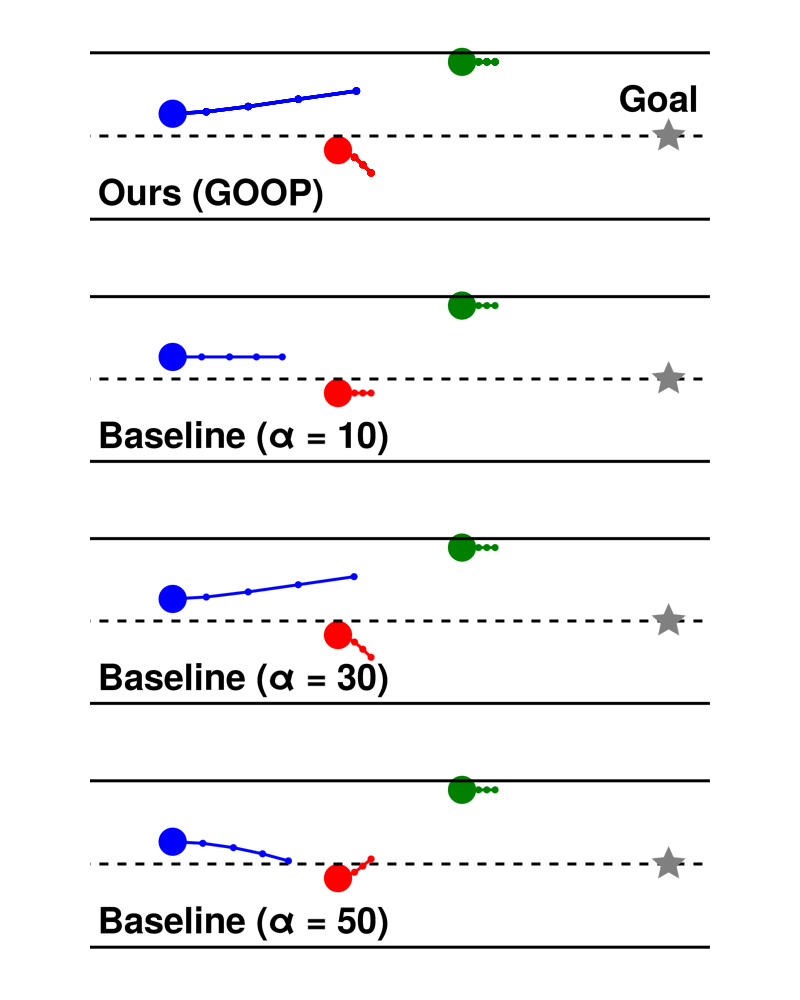 Goal
Ours (GOOP)
Baseline (α = 10)
Baseline (α = 30)
Baseline (α = 50)